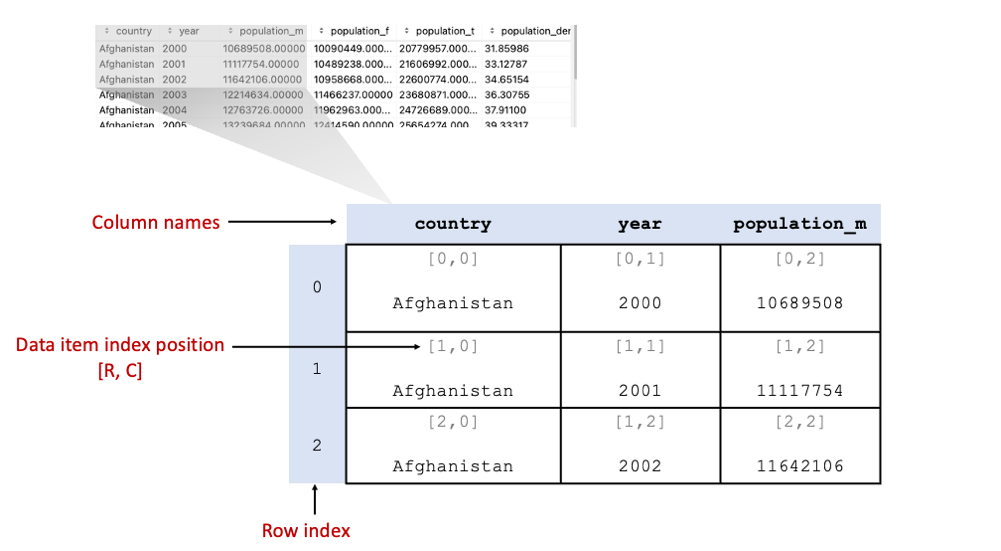 country year population_m population_f population_t population_der
Afghanistan 2000 10689508.00000 10090449.000... 20779957.000... 31.85986
Afghanistan 2001 11117754.00000 10489238.000... 21606992.000... 33.12787
Afghanistan 2002 11642106.00000 10958668.000... 22600774.000... 34.65154
Afghanistan 2003 12214634.00000 11466237.00000 23680871.000... 36.30755
Afghanistan 2004 12763726.00000 11962963.000... 24726689.000... 37.91100
Afghanistan 2005 13239684.00000 12414590.00000 25654274.000... 39.33317
Column names
country year population_m
[0,0] [0,1] [0,2]
0
Afghanistan 2000 10689508
Data item index position
[R, C]
[1,0] [1,1] [1,2]
1
Afghanistan 2001 11117754
[2,0] [1,2] [2,2]
2
Afghanistan 2002 11642106
Row index